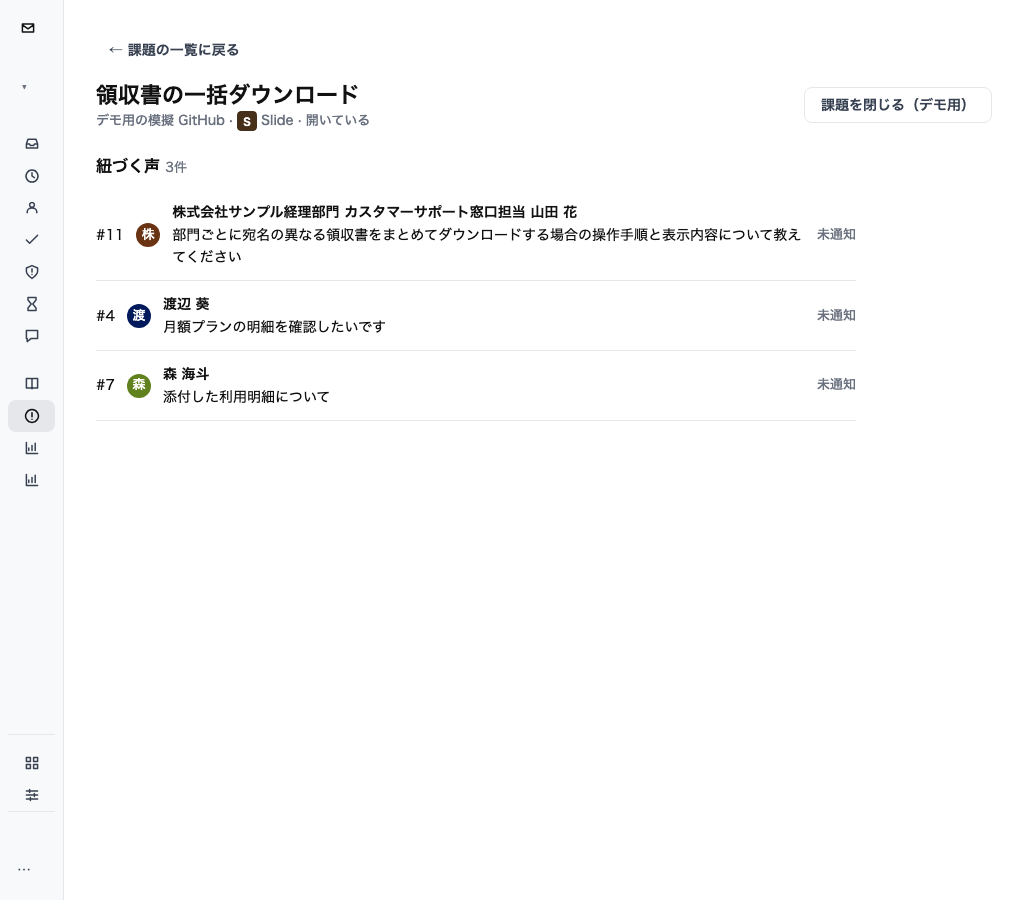 ← 課題の一覧に戻る
領収書の一括ダウンロード
課題を閉じる（デモ用）
デモ用の模擬 GitHub · S Slide · 開いている
紐づく声 3件
#11 株 株式会社サンプル経理部門 カスタマーサポート窓口担当 山田 花
部門ごとに宛名の異なる領収書をまとめてダウンロードする場合の操作手順と表示内容について教え
てください
未通知
#4 渡 渡辺 葵
月額プランの明細を確認したいです
未通知
#7 森 森 海斗
添付した利用明細について
未通知